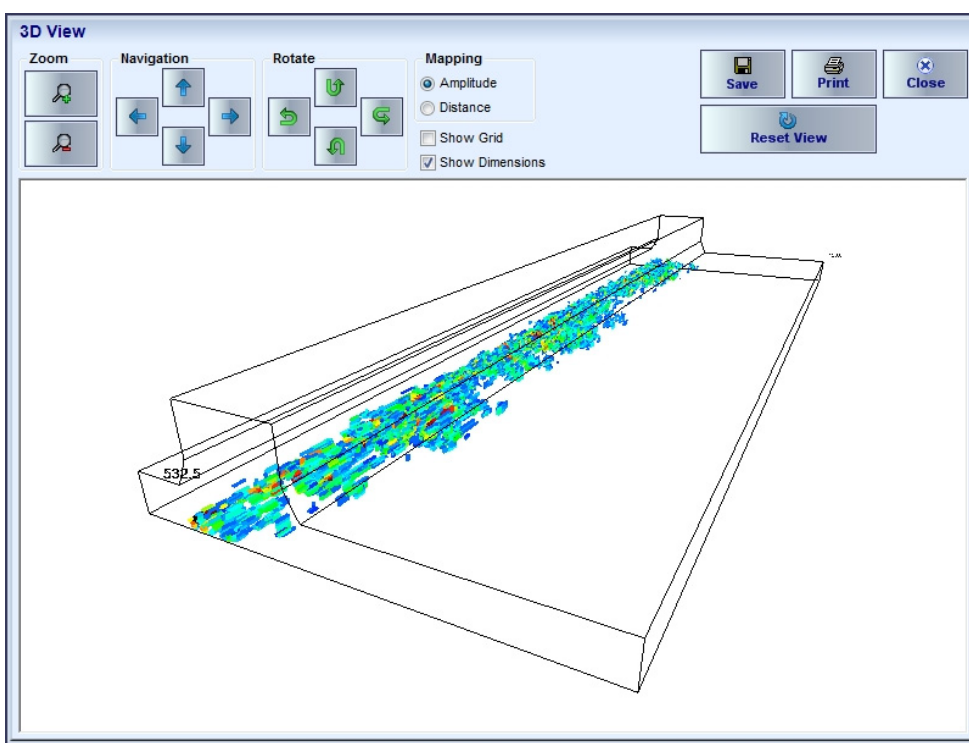 3D View
Zoom
Navigation
Rotate
Mapping
Amplitude
Distance
Show Grid
Show Dimensions
Save
Print
Close
Reset View
532.5